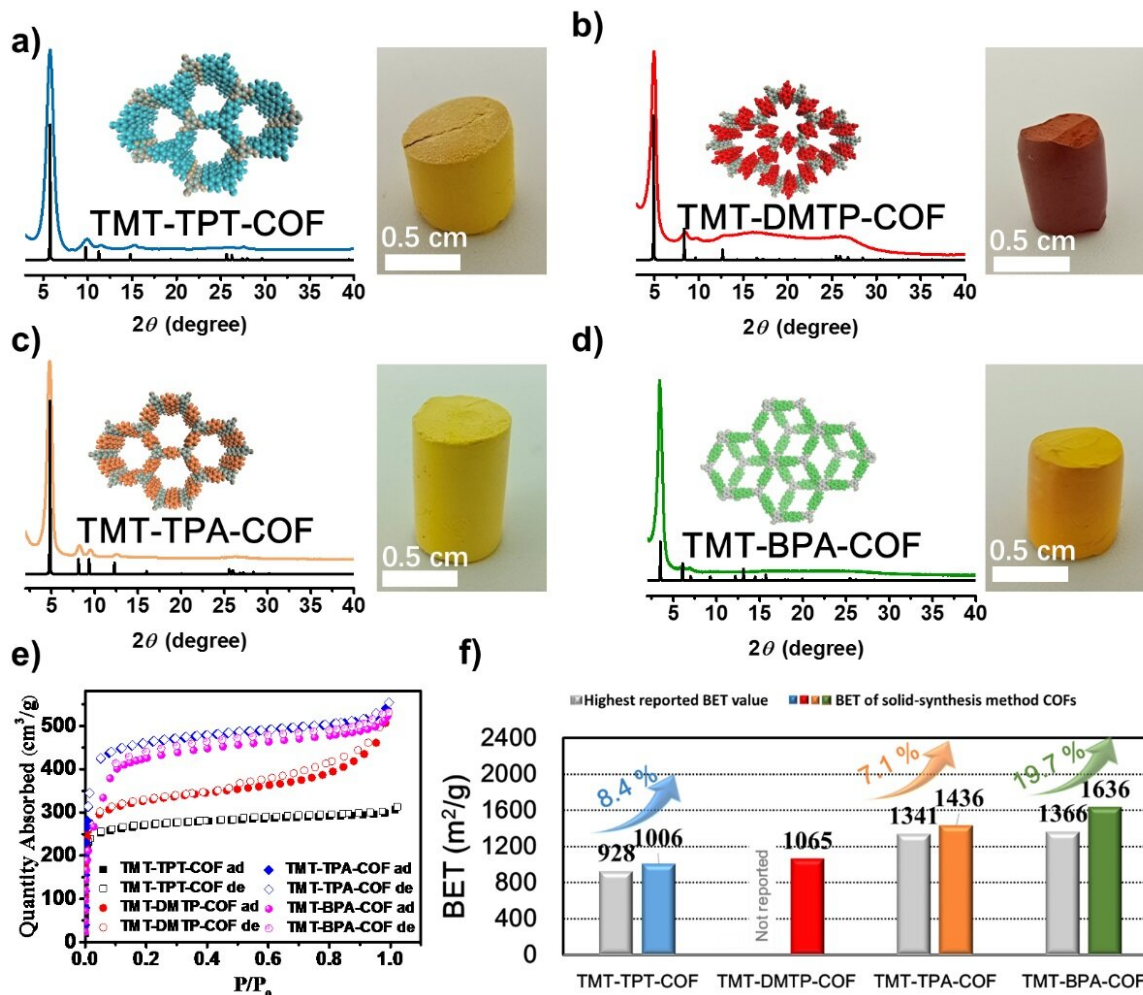 a)
TMT-TPT-COF
0.5 cm
5 10 15 20 25 30 35 40
2θ (degree)
b)
TMT-DMTP-COF
0.5 cm
5 10 15 20 25 30 35 40
2θ (degree)
c)
TMT-TPA-COF
0.5 cm
5 10 15 20 25 30 35 40
2θ (degree)
d)
TMT-BPA-COF
0.5 cm
5 10 15 20 25 30 35 40
2θ (degree)
e)
Quantity Absorbed (cm³/g)
500
400
300
200
100
0
TMT-TPT-COF ad
TMT-TPT-COF de
TMT-DMTP-COF ad
TMT-DMTP-COF de
TMT-TPA-COF ad
TMT-TPA-COF de
TMT-BPA-COF ad
TMT-BPA-COF de
0.0 0.2 0.4 0.6 0.8 1.0
P/P₀
f)
Highest reported BET value
BET of solid-synthesis method COFs
BET (m²/g)
2400
2000
1600
1200
800
400
0
8.4 %
928 1006
Not reported
1065
7.1 %
1341 1436
19.7 %
1366 1636
TMT-TPT-COF TMT-DMTP-COF TMT-TPA-COF TMT-BPA-COF